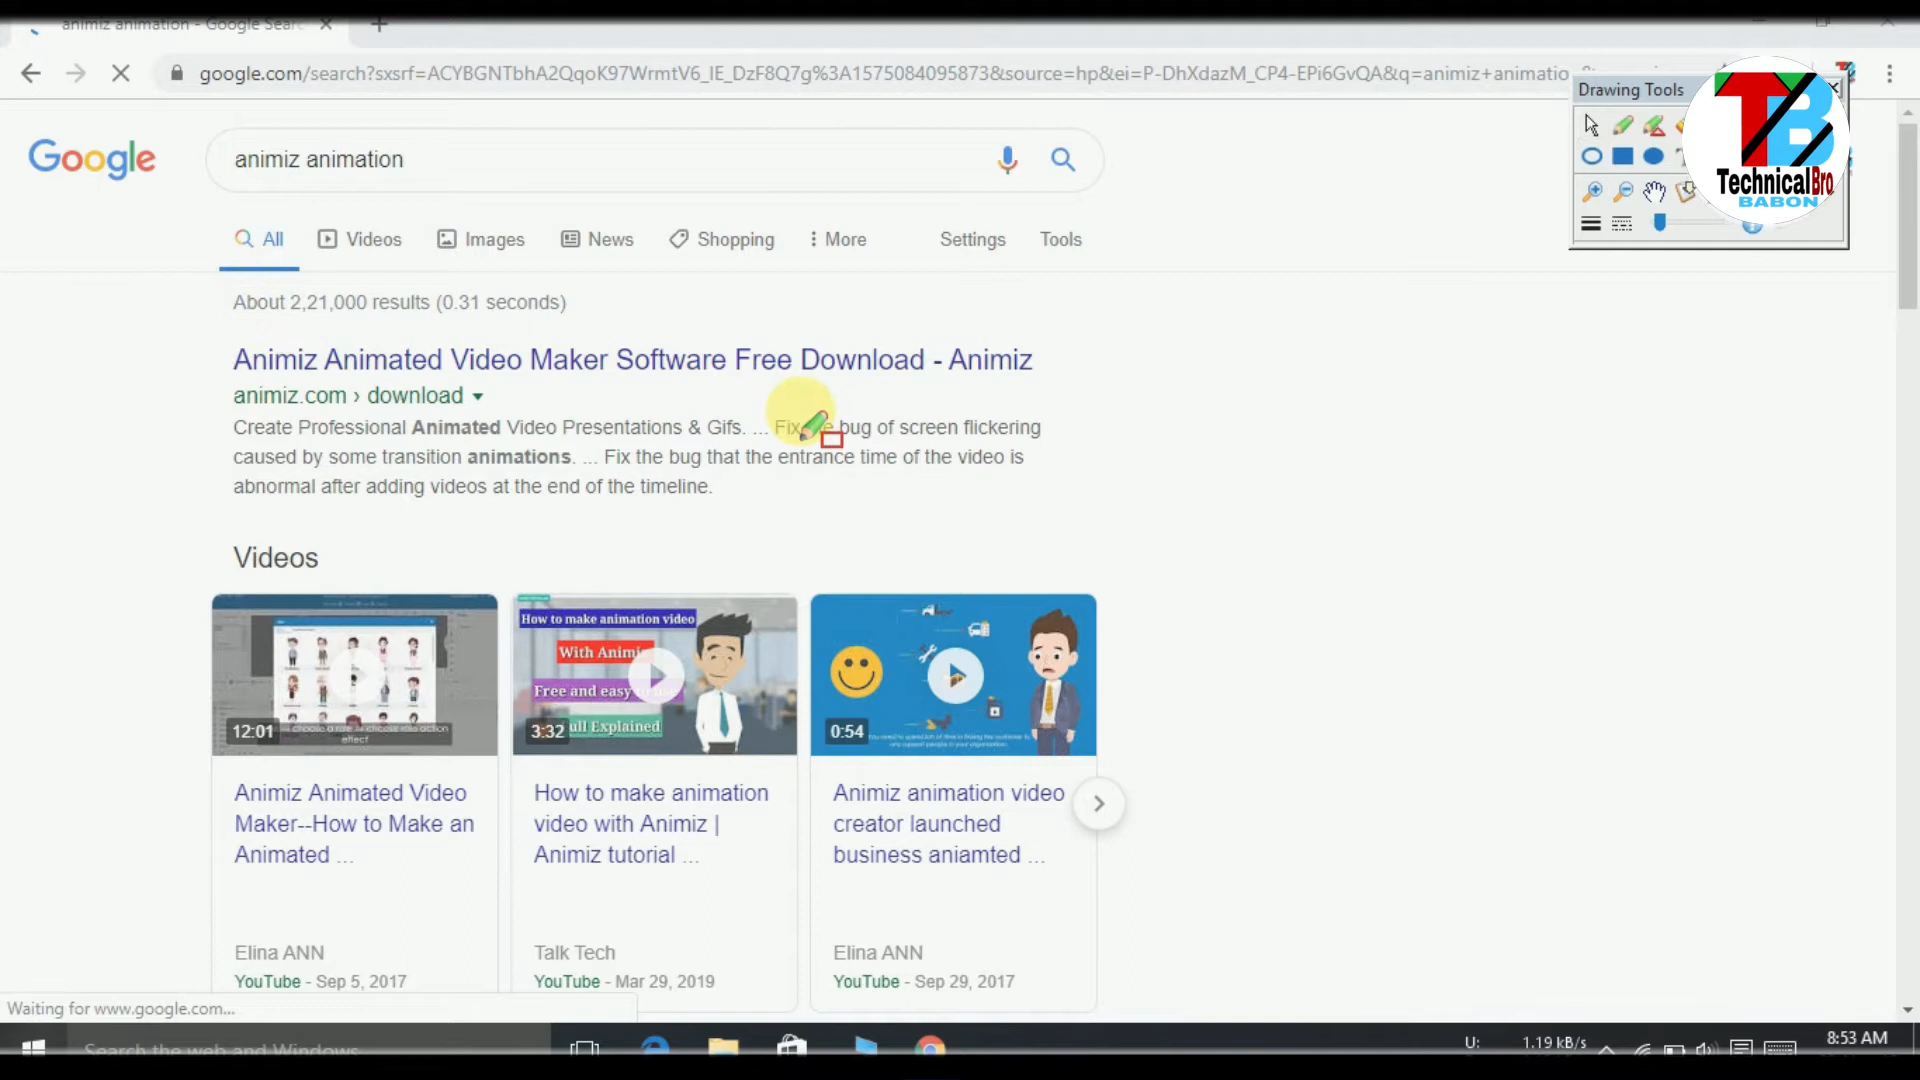 animiz animation - Google Sear
google.com/search?sxsrf=ACYBGNTbhA2QqoK97WrmtV6_IE_DzF8Q7g%3A1575084095873&source=hp&ei=P-DhXdazM_CP4-EPi6GvQA&q=animiz+animatio
Drawing Tools
TB
TechnicalBro
BABON
Google
animiz animation
All
Videos
Images
News
Shopping
More
Settings
Tools
About 2,21,000 results (0.31 seconds)
Animiz Animated Video Maker Software Free Download - Animiz
animiz.com › download
Create Professional Animated Video Presentations & Gifs. ... Fix the bug of screen flickering
caused by some transition animations. ... Fix the bug that the entrance time of the video is
abnormal after adding videos at the end of the timeline.
Videos
12:01
effect
How to make animation video
With Animiz
Free and easy to use
Full Explained
3:32
0:54
Animiz Animated Video
Maker--How to Make an
Animated ...
Elina ANN
YouTube - Sep 5, 2017
How to make animation
video with Animiz |
Animiz tutorial ...
Talk Tech
YouTube - Mar 29, 2019
Animiz animation video
creator launched
business aniamted ...
Elina ANN
YouTube - Sep 29, 2017
Waiting for www.google.com...
Search the web and Windows
U:
1.19 kB/s
8:53 AM